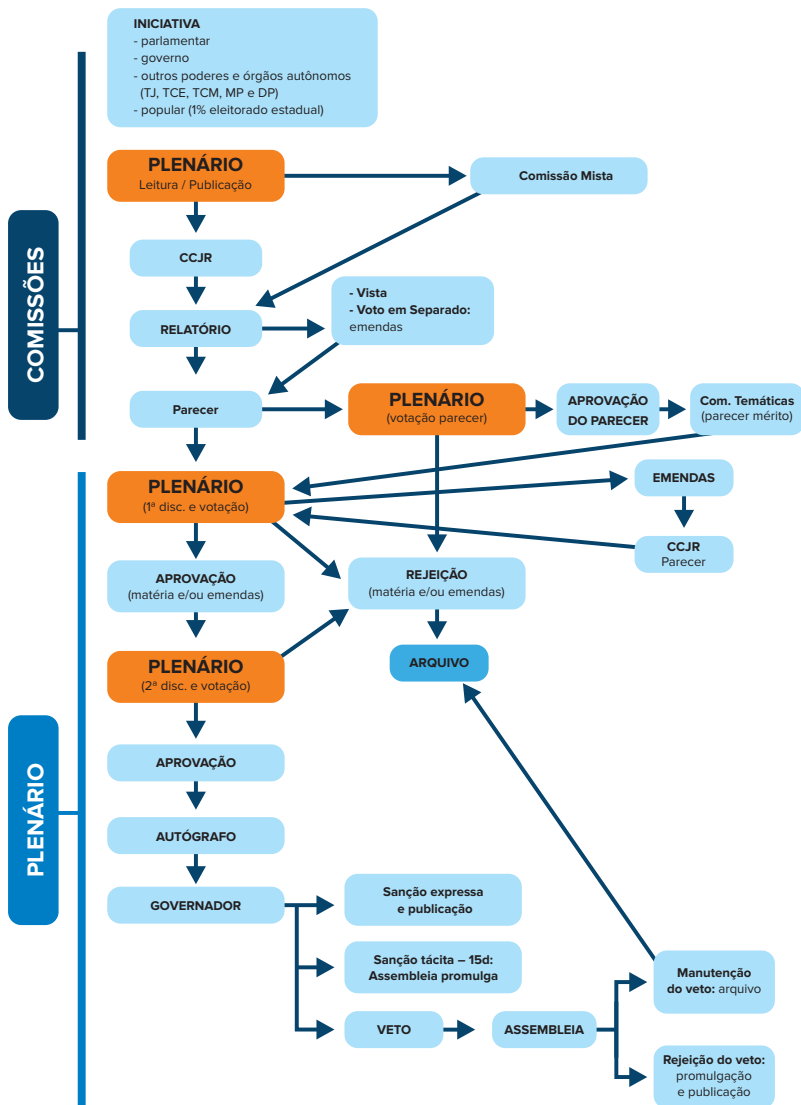 INICIATIVA
- parlamentar
- governo
- outros poderes e órgãos autônomos
(TJ, TCE, TCM, MP e DP)
- popular (1% eleitorado estadual)
COMISSÕES
PLENÁRIO
Leitura / Publicação
Comissão Mista
CCJR
RELATÓRIO
- Vista
- Voto em Separado:
emendas
Parecer
PLENÁRIO
(votação parecer)
APROVAÇÃO
DO PARECER
Com. Temáticas
(parecer mérito)
PLENÁRIO
PLENÁRIO
(1ª disc. e votação)
EMENDAS
CCJR
Parecer
APROVAÇÃO
(matéria e/ou emendas)
REJEIÇÃO
(matéria e/ou emendas)
PLENÁRIO
(2ª disc. e votação)
ARQUIVO
APROVAÇÃO
AUTÓGRAFO
GOVERNADOR
Sanção expressa
e publicação
Sanção tácita – 15d:
Assembleia promulga
VETO
ASSEMBLEIA
Manutenção
do veto: arquivo
Rejeição do veto:
promulgação
e publicação